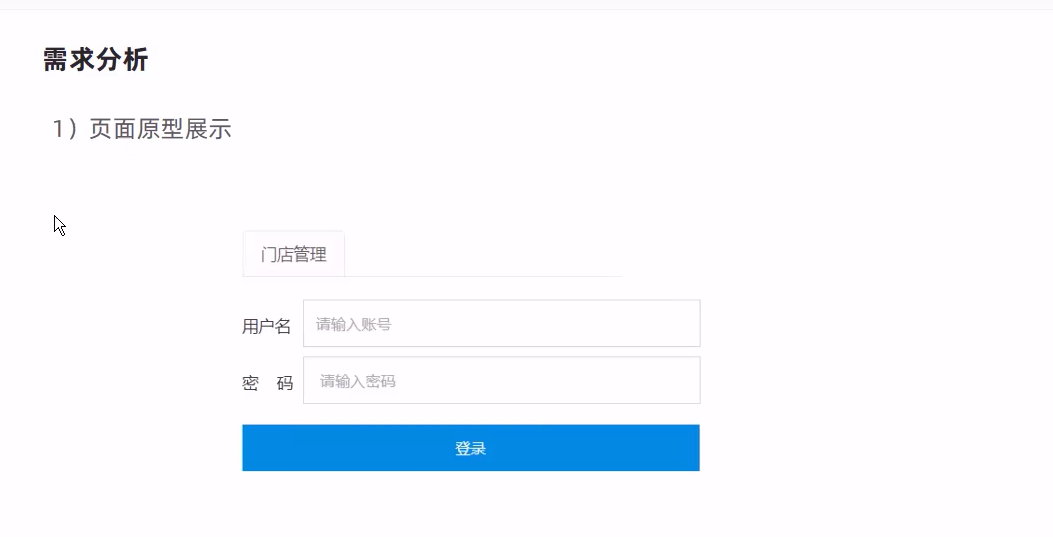 需求分析
1）页面原型展示
门店管理
用户名 请输入账号
密 码 请输入密码
登录